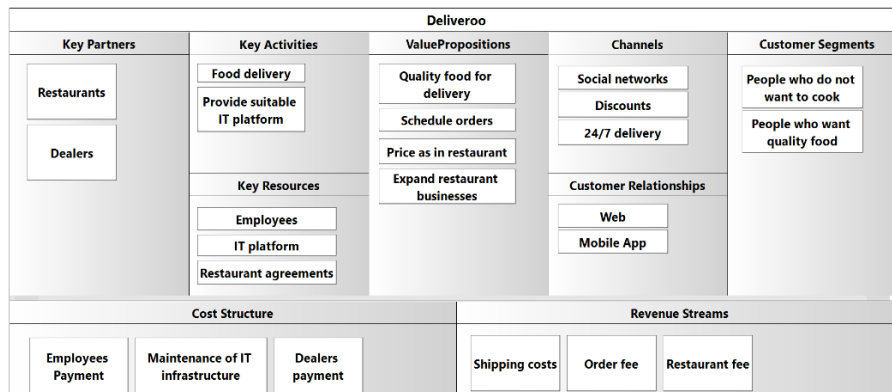 Deliveroo
Key Partners
Restaurants
Dealers
Key Activities
Food delivery
Provide suitable
IT platform
Key Resources
Employees
IT platform
Restaurant agreements
ValuePropositions
Quality food for
delivery
Schedule orders
Price as in restaurant
Expand restaurant
businesses
Channels
Social networks
Discounts
24/7 delivery
Customer Relationships
Web
Mobile App
Customer Segments
People who do not
want to cook
People who want
quality food
Cost Structure
Employees
Payment
Maintenance of IT
infrastructure
Dealers
payment
Revenue Streams
Shipping costs
Order fee
Restaurant fee